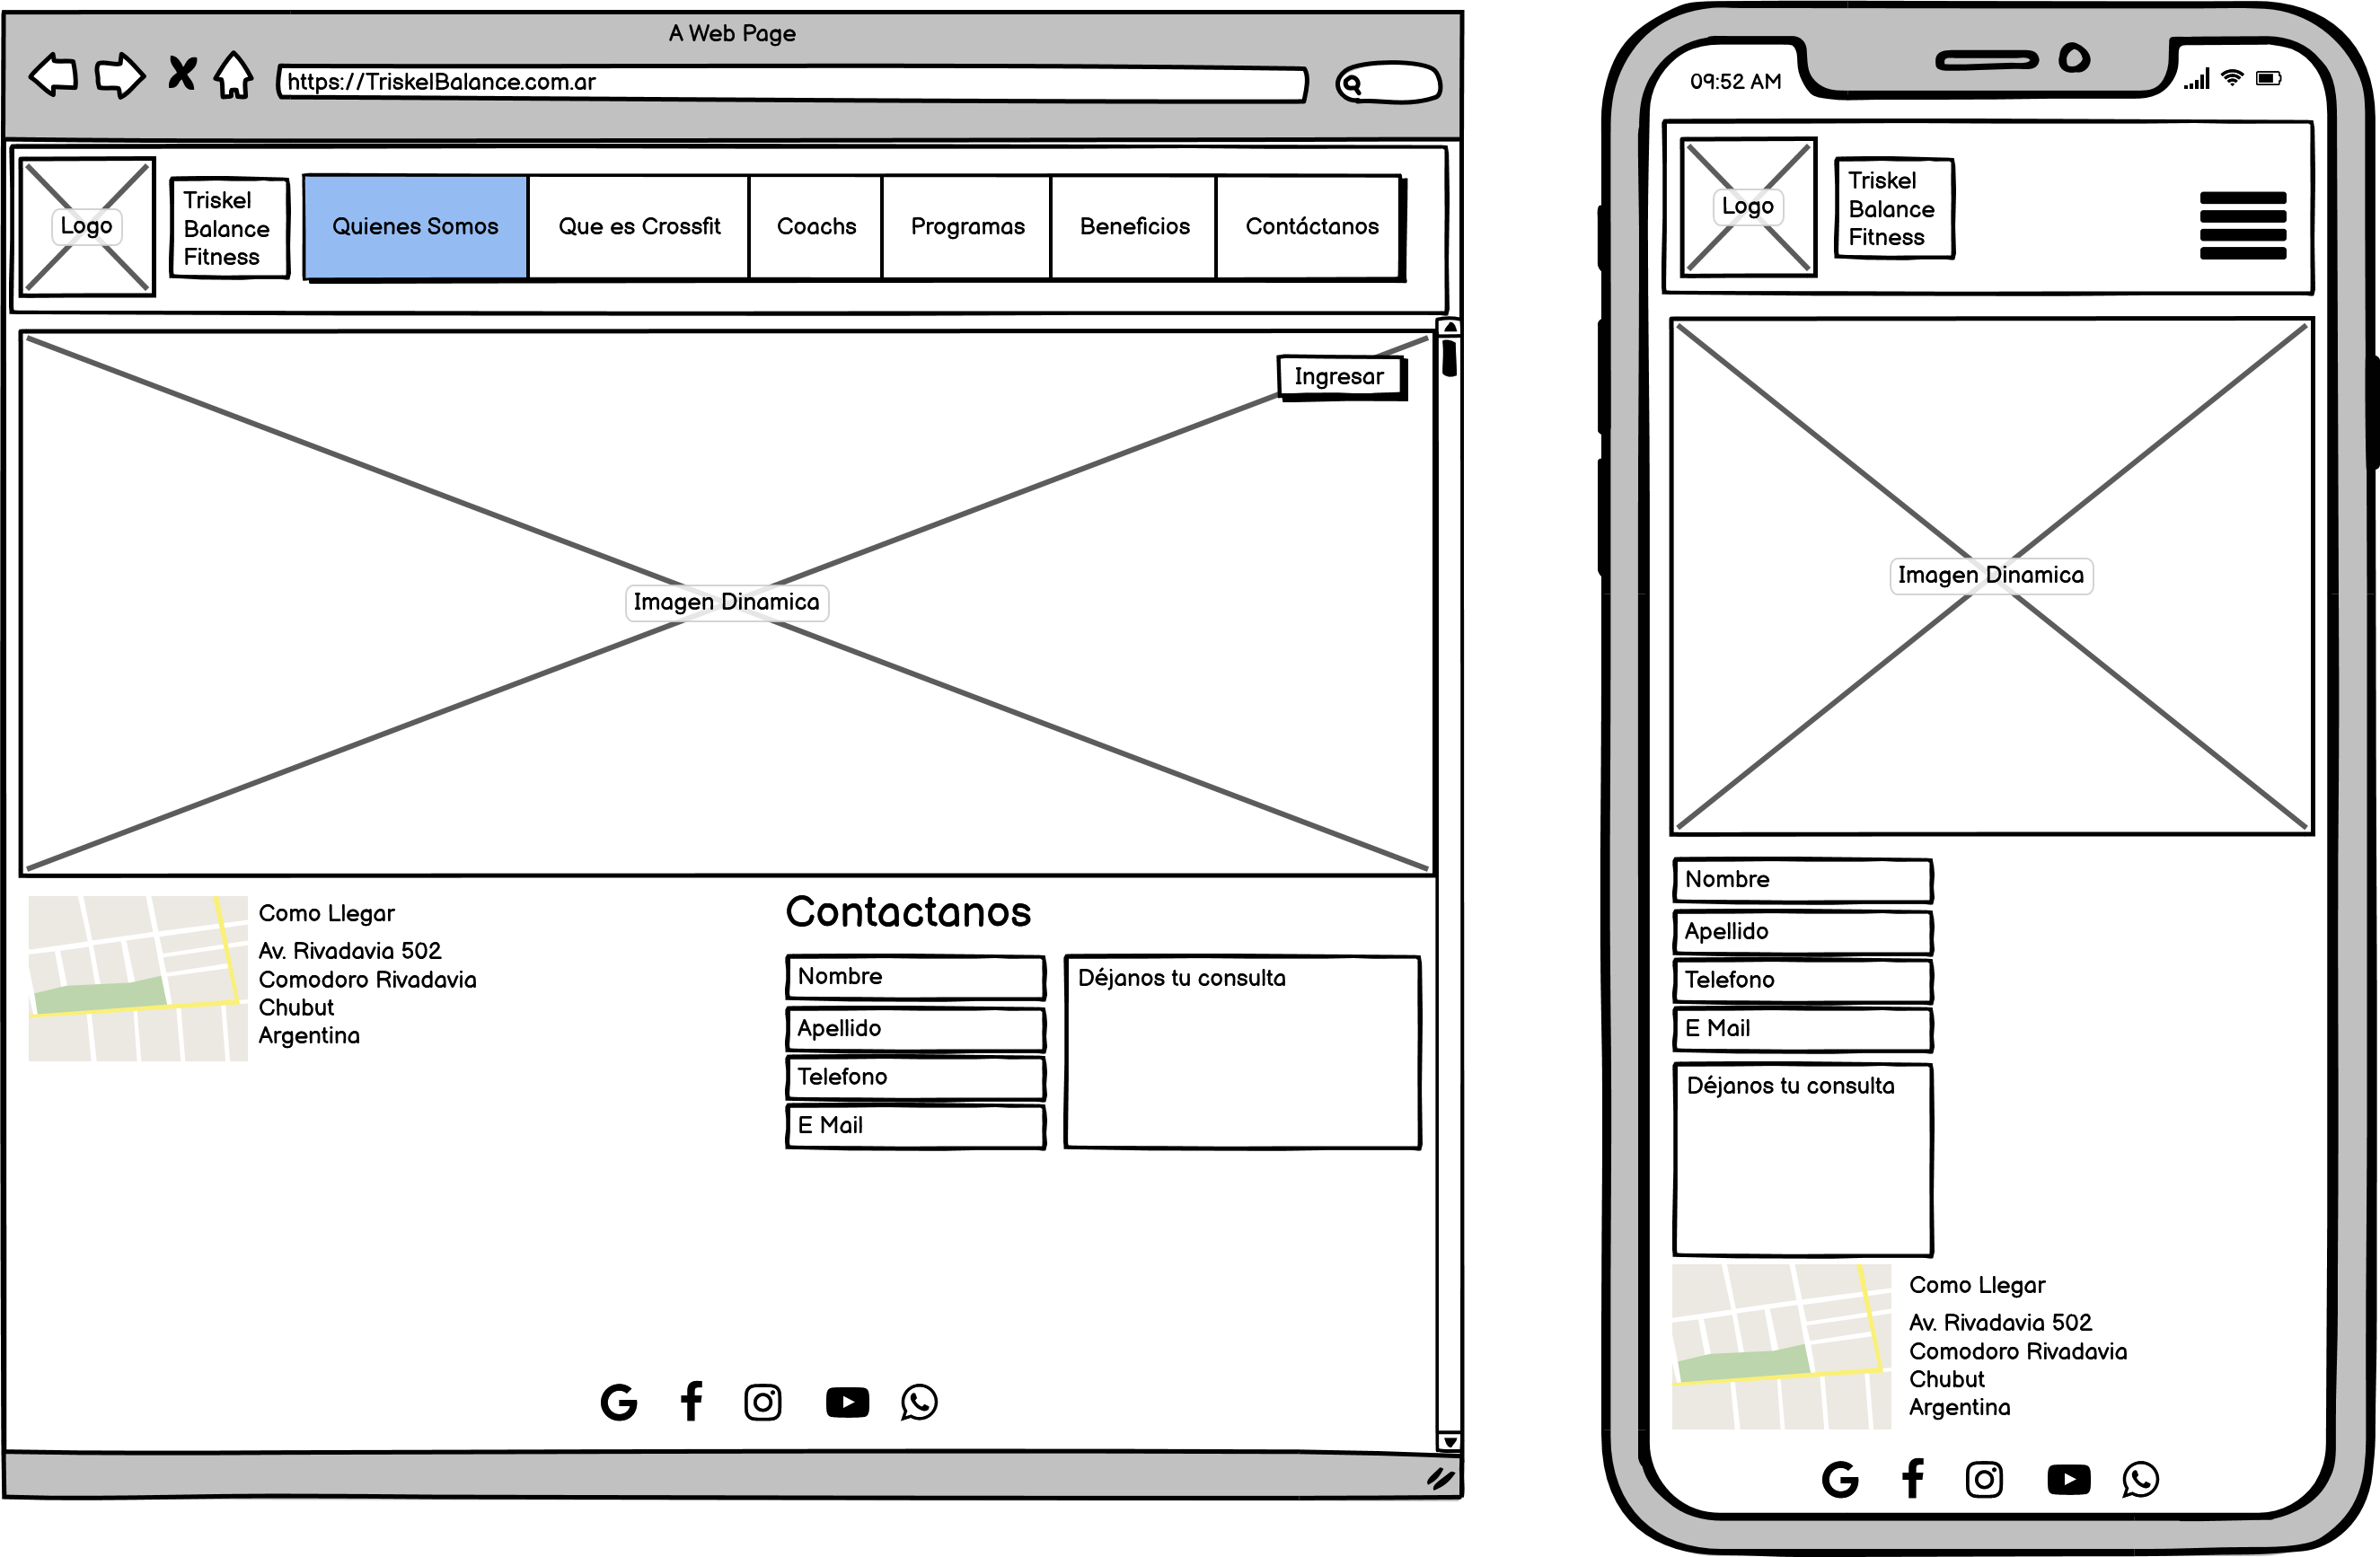 A Web Page
https://TriskelBalance.com.ar
Logo
Triskel
Balance
Fitness
Quienes Somos
Que es Crossfit
Coachs
Programas
Beneficios
Contáctanos
Ingresar
Imagen Dinamica
Como Llegar
Av. Rivadavia 502
Comodoro Rivadavia
Chubut
Argentina
Contactanos
Nombre
Apellido
Telefono
E Mail
Déjanos tu consulta
09:52 AM
Logo
Triskel
Balance
Fitness
Imagen Dinamica
Nombre
Apellido
Telefono
E Mail
Déjanos tu consulta
Como Llegar
Av. Rivadavia 502
Comodoro Rivadavia
Chubut
Argentina